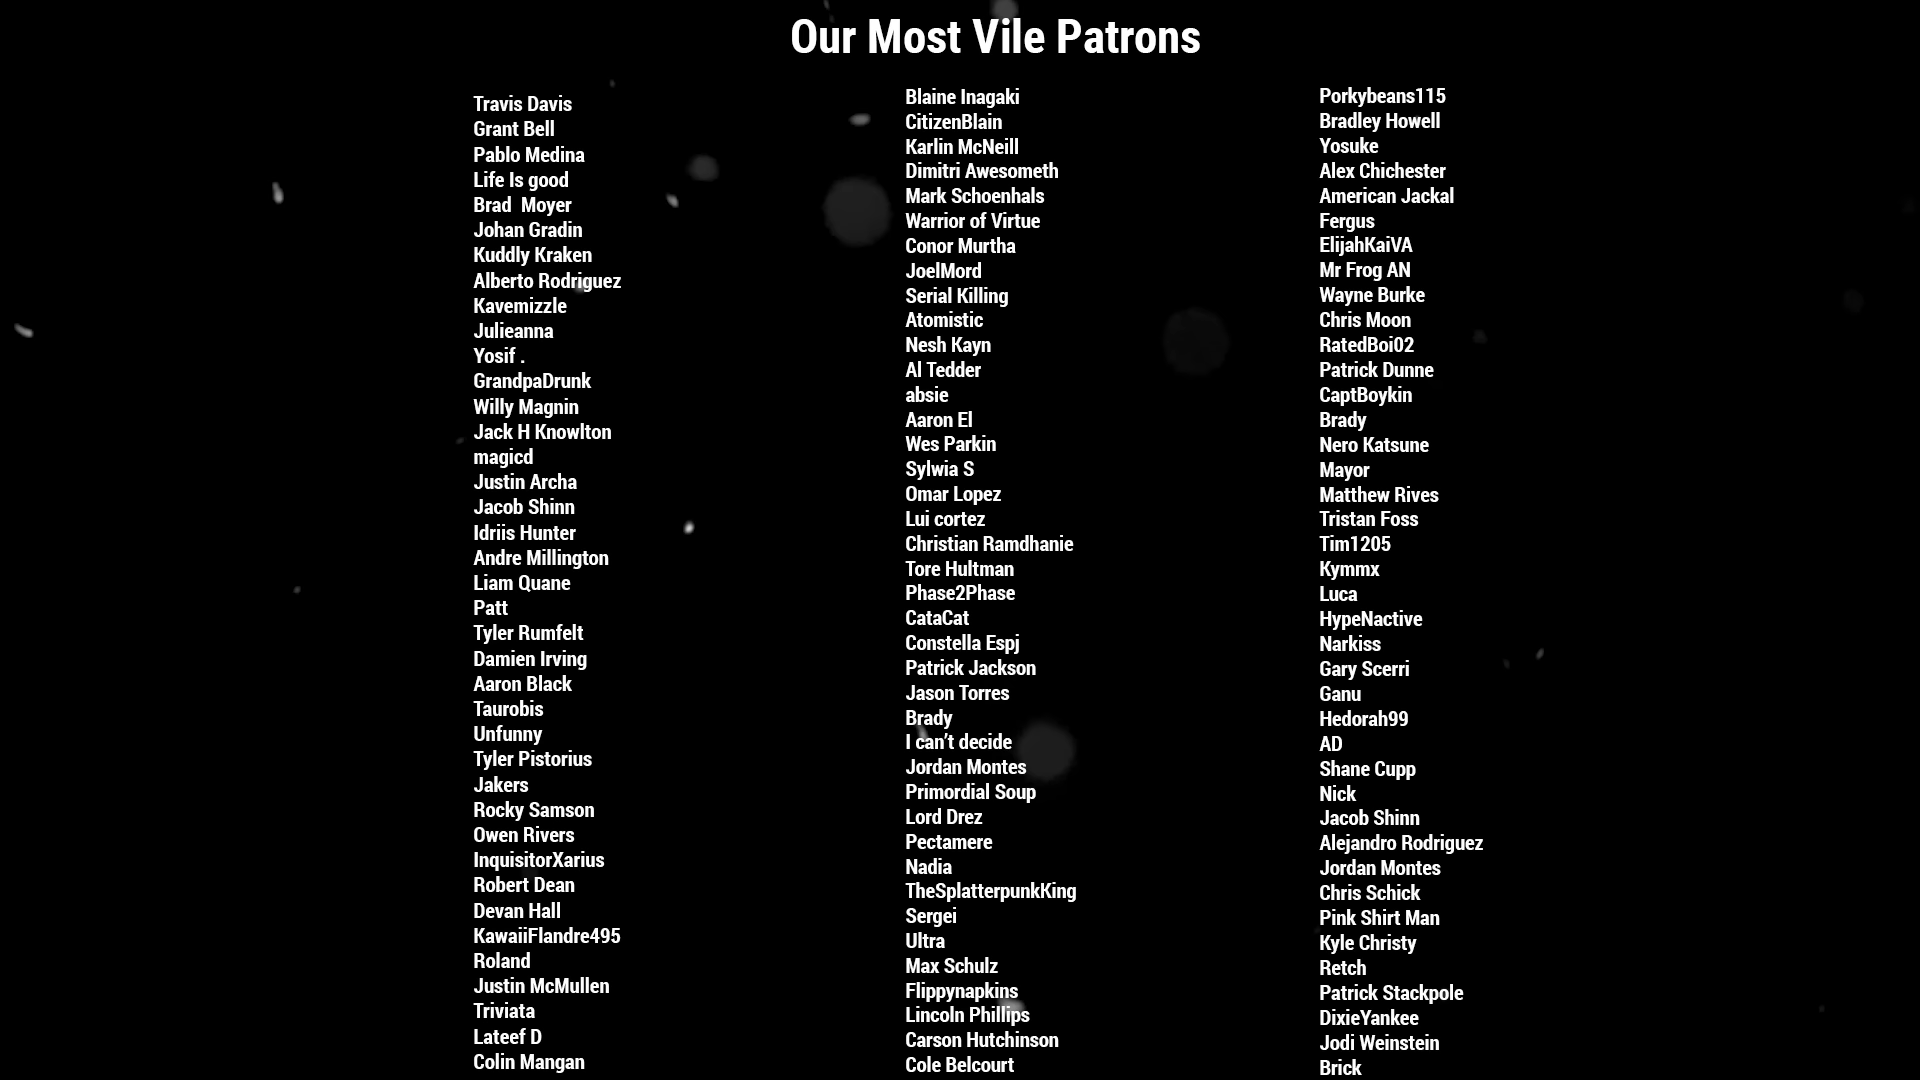 Our Most Vile Patrons
Travis Davis
Grant Bell
Pablo Medina
Life Is good
Brad  Moyer
Johan Gradin
Kuddly Kraken
Alberto Rodriguez
Kavemizzle
Julieanna
Yosif .
GrandpaDrunk
Willy Magnin
Jack H Knowlton
magicd
Justin Archa
Jacob Shinn
Idriis Hunter
Andre Millington
Liam Quane
Patt
Tyler Rumfelt
Damien Irving
Aaron Black
Taurobis
Unfunny
Tyler Pistorius
Jakers
Rocky Samson
Owen Rivers
InquisitorXarius
Robert Dean
Devan Hall
KawaiiFlandre495
Roland
Justin McMullen
Triviata
Lateef D
Colin Mangan
Blaine Inagaki
CitizenBlain
Karlin McNeill
Dimitri Awesometh
Mark Schoenhals
Warrior of Virtue
Conor Murtha
JoelMord
Serial Killing
Atomistic
Nesh Kayn
Al Tedder
absie
Aaron El
Wes Parkin
Sylwia S
Omar Lopez
Lui cortez
Christian Ramdhanie
Tore Hultman
Phase2Phase
CataCat
Constella Espj
Patrick Jackson
Jason Torres
Brady
I can’t decide
Jordan Montes
Primordial Soup
Lord Drez
Pectamere
Nadia
TheSplatterpunkKing
Sergei
Ultra
Max Schulz
Flippynapkins
Lincoln Phillips
Carson Hutchinson
Cole Belcourt
Porkybeans115
Bradley Howell
Yosuke
Alex Chichester
American Jackal
Fergus
ElijahKaiVA
Mr Frog AN
Wayne Burke
Chris Moon
RatedBoi02
Patrick Dunne
CaptBoykin
Brady
Nero Katsune
Mayor
Matthew Rives
Tristan Foss
Tim1205
Kymmx
Luca
HypeNactive
Narkiss
Gary Scerri
Ganu
Hedorah99
AD
Shane Cupp
Nick
Jacob Shinn
Alejandro Rodriguez
Jordan Montes
Chris Schick
Pink Shirt Man
Kyle Christy
Retch
Patrick Stackpole
DixieYankee
Jodi Weinstein
Brick